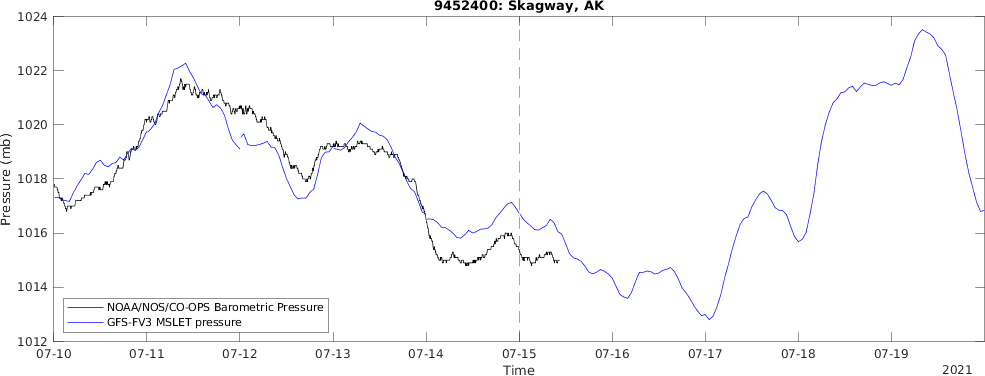 9452400: Skagway, AK
Pressure (mb)
1024
1022
1020
1018
1016
1014
1012
NOAA/NOS/CO-OPS Barometric Pressure
GFS-FV3 MSLET pressure
07-10 07-11 07-12 07-13 07-14 07-15 07-16 07-17 07-18 07-19
Time
2021